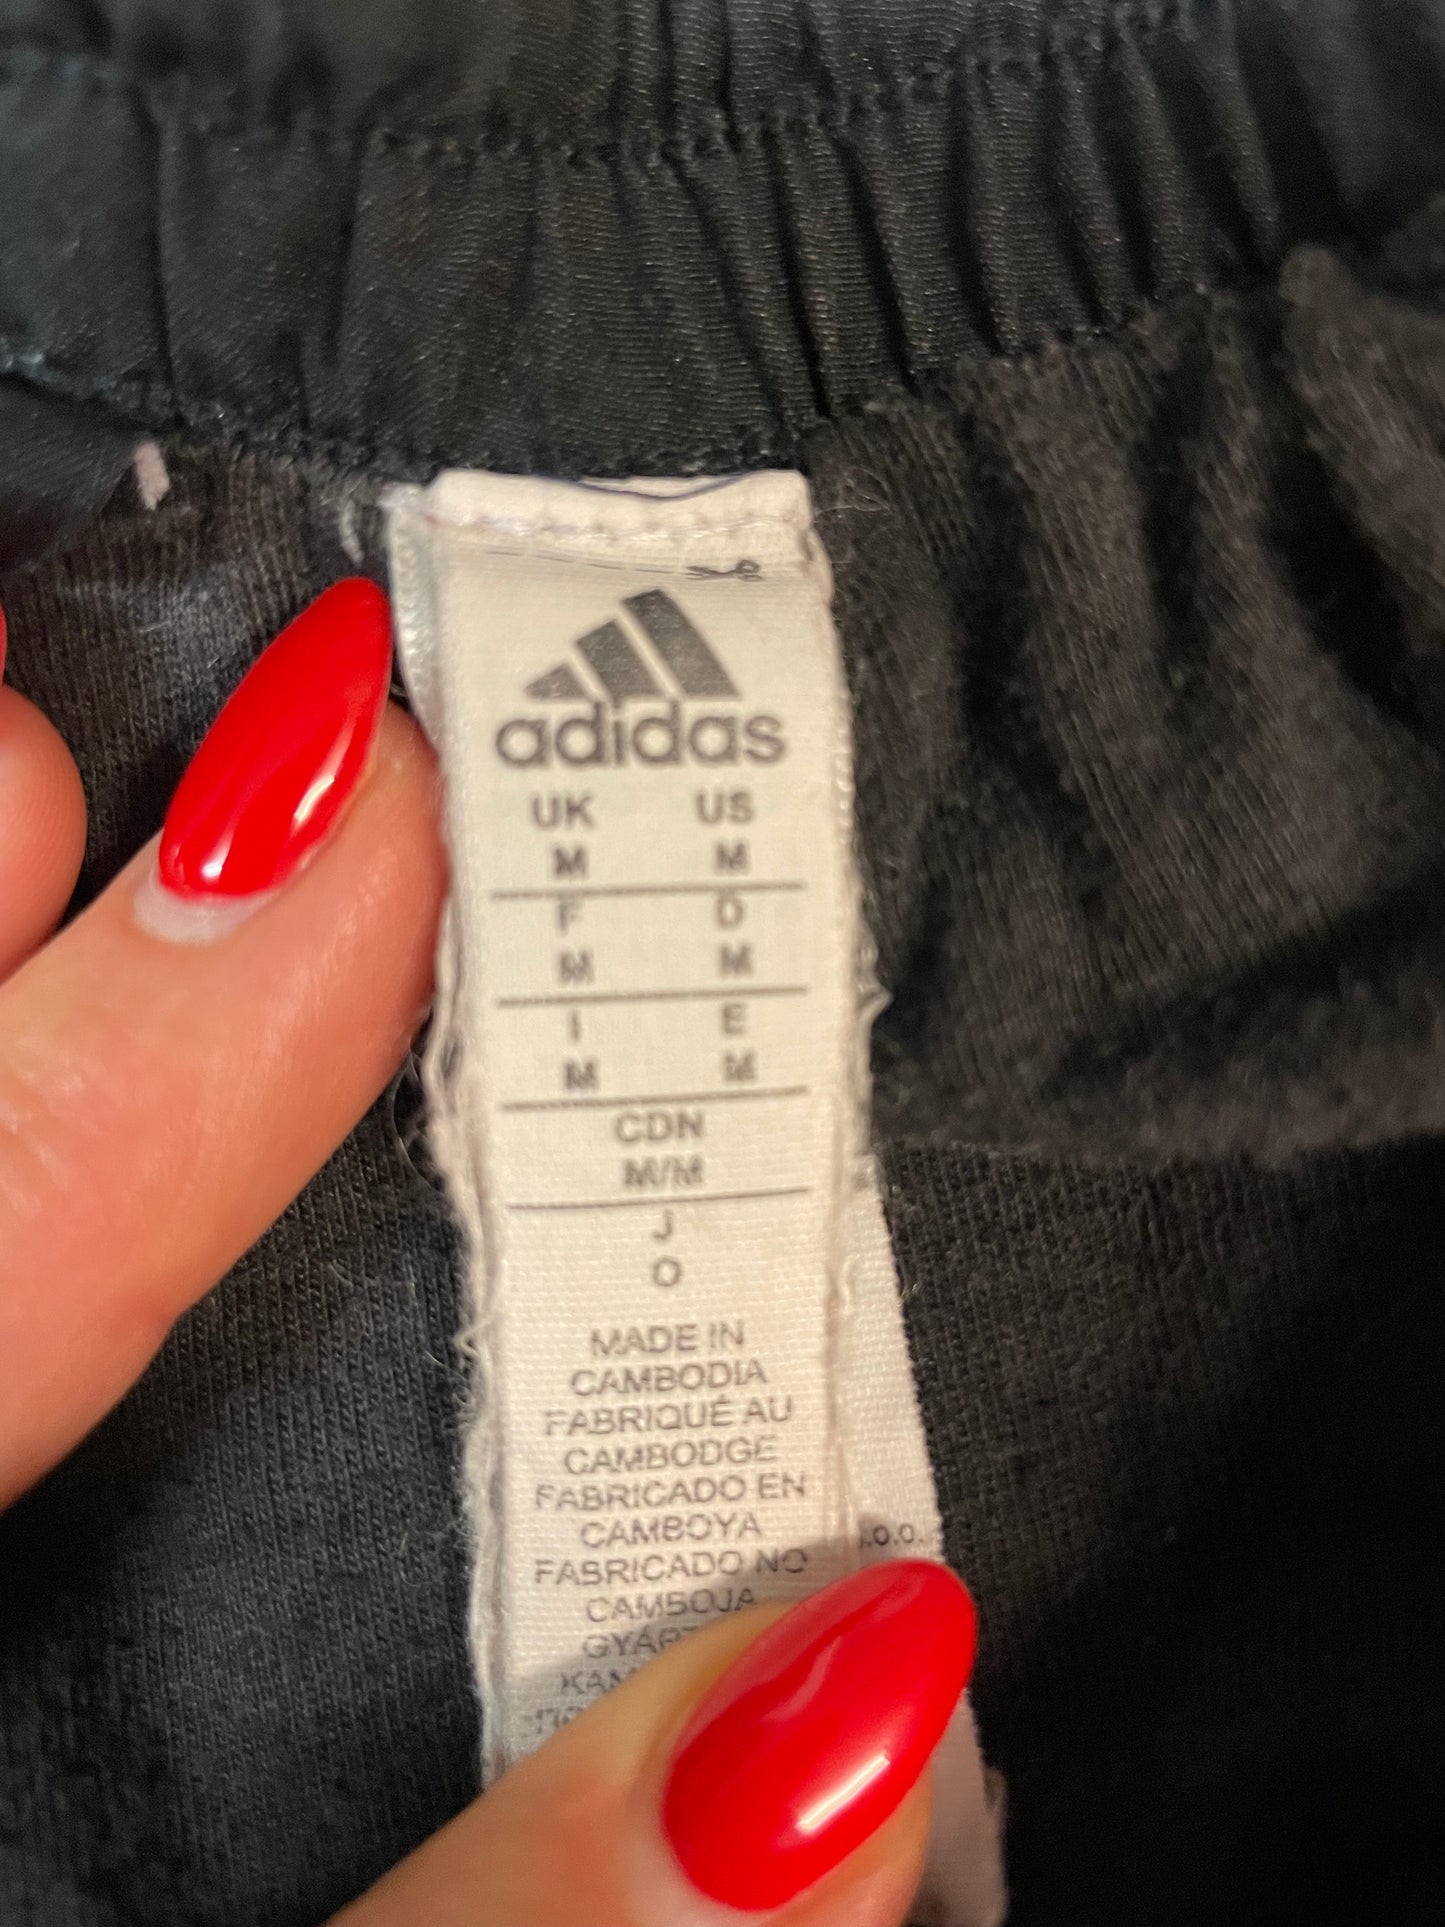 adidas
UK US
M M
F D
M M
I E
M M
CDN
M/M
J
O
MADE IN
CAMBODIA
FABRIQUÉ AU
CAMBODGE
FABRICADO EN
CAMBOYA
FABRICADO NO
CAMBOJA